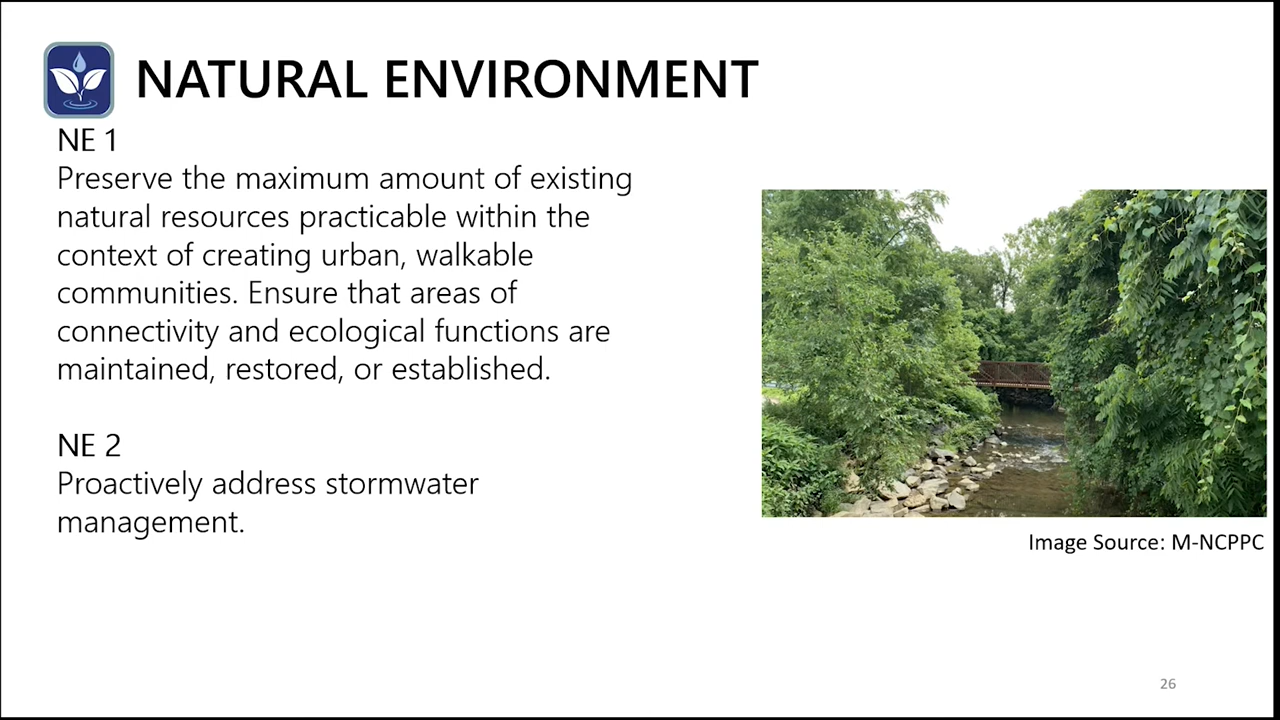 NATURAL ENVIRONMENT
NE 1
Preserve the maximum amount of existing
natural resources practicable within the
context of creating urban, walkable
communities. Ensure that areas of
connectivity and ecological functions are
maintained, restored, or established.
NE 2
Proactively address stormwater
management.
Image Source: M-NCPPC
26